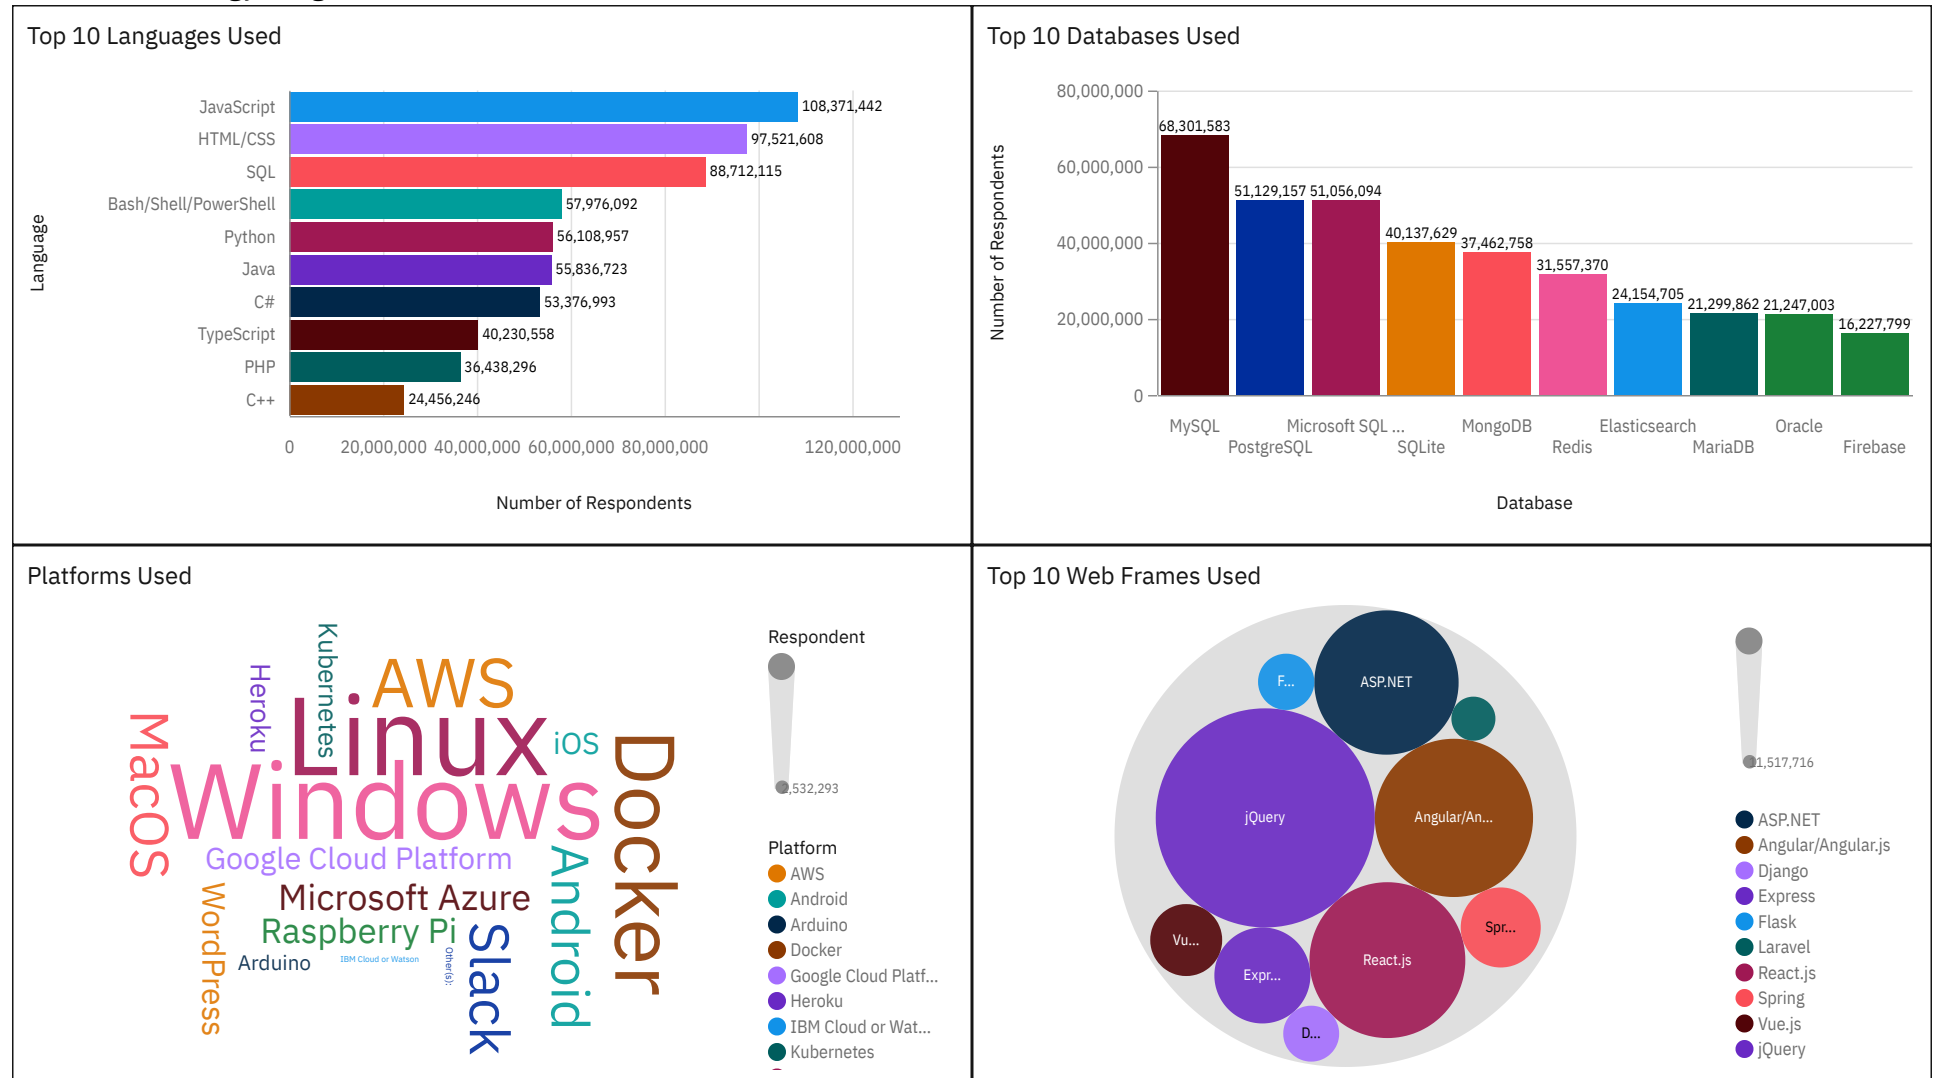 Top 10 Languages Used
Language
JavaScript 108,371,442
HTML/CSS 97,521,608
SQL 88,712,115
Bash/Shell/PowerShell 57,976,092
Python 56,108,957
Java 55,836,723
C# 53,376,993
TypeScript 40,230,558
PHP 36,438,296
C++ 24,456,246
0 20,000,000 40,000,000 60,000,000 80,000,000 120,000,000
Number of Respondents
Top 10 Databases Used
Number of Respondents
80,000,000
60,000,000
40,000,000
20,000,000
0
68,301,583
51,129,157 51,056,094
40,137,629
37,462,758
31,557,370
24,154,705
21,299,862 21,247,003
16,227,799
MySQL Microsoft SQL ... MongoDB Elasticsearch Oracle
PostgreSQL SQLite Redis MariaDB Firebase
Database
Platforms Used
Kubernetes
Heroku
AWS
Linux
iOS
MacOS
Windows
Docker
Google Cloud Platform
Android
Microsoft Azure
WordPress
Raspberry Pi
Slack
Arduino
IBM Cloud or Watson
Other(s):
Respondent
,532,293
Platform
AWS
Android
Arduino
Docker
Google Cloud Platf...
Heroku
IBM Cloud or Wat...
Kubernetes
Top 10 Web Frames Used
F...
ASP.NET
jQuery
Angular/An...
Vu...
Spr...
Expr...
React.js
D...
11,517,716
ASP.NET
Angular/Angular.js
Django
Express
Flask
Laravel
React.js
Spring
Vue.js
jQuery